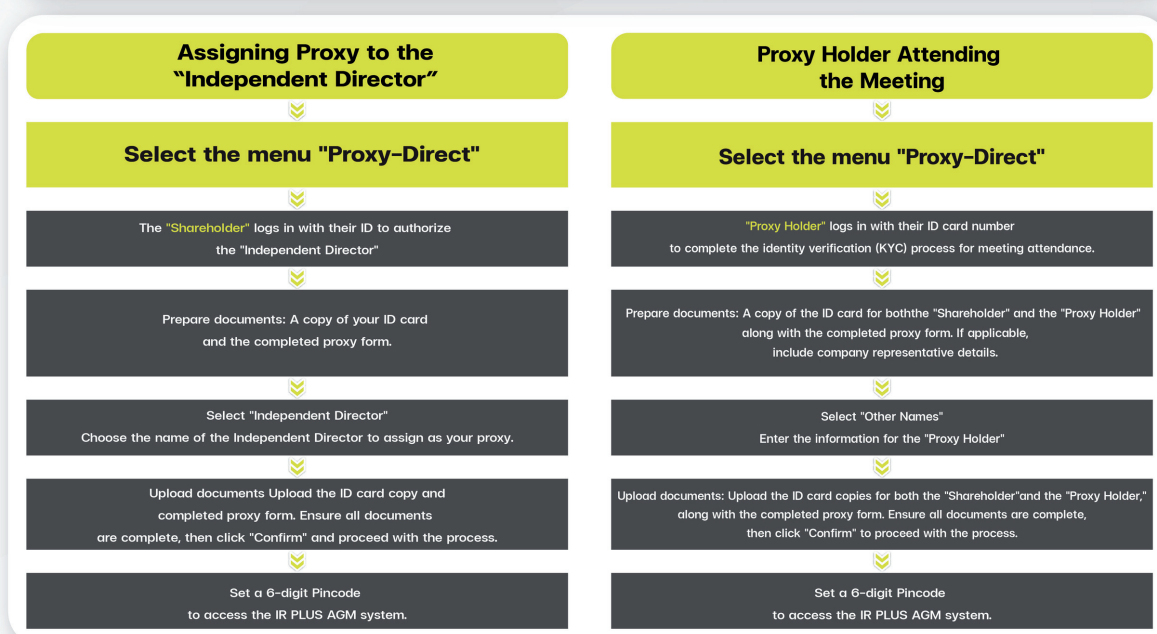 Assigning Proxy to the
“Independent Director”
Select the menu "Proxy-Direct"
The "Shareholder" logs in with their ID to authorize
the "Independent Director"
Prepare documents: A copy of your ID card
and the completed proxy form.
Select "Independent Director"
Choose the name of the Independent Director to assign as your proxy.
Upload documents Upload the ID card copy and
completed proxy form. Ensure all documents
are complete, then click "Confirm" and proceed with the process.
Set a 6-digit Pincode
to access the IR PLUS AGM system.
Proxy Holder Attending
the Meeting
Select the menu "Proxy-Direct"
"Proxy Holder" logs in with their ID card number
to complete the identity verification (KYC) process for meeting attendance.
Prepare documents: A copy of the ID card for boththe "Shareholder" and the "Proxy Holder"
along with the completed proxy form. If applicable,
include company representative details.
Select "Other Names"
Enter the information for the "Proxy Holder"
Upload documents: Upload the ID card copies for both the "Shareholder"and the "Proxy Holder,"
along with the completed proxy form. Ensure all documents are complete,
then click "Confirm" to proceed with the process.
Set a 6-digit Pincode
to access the IR PLUS AGM system.